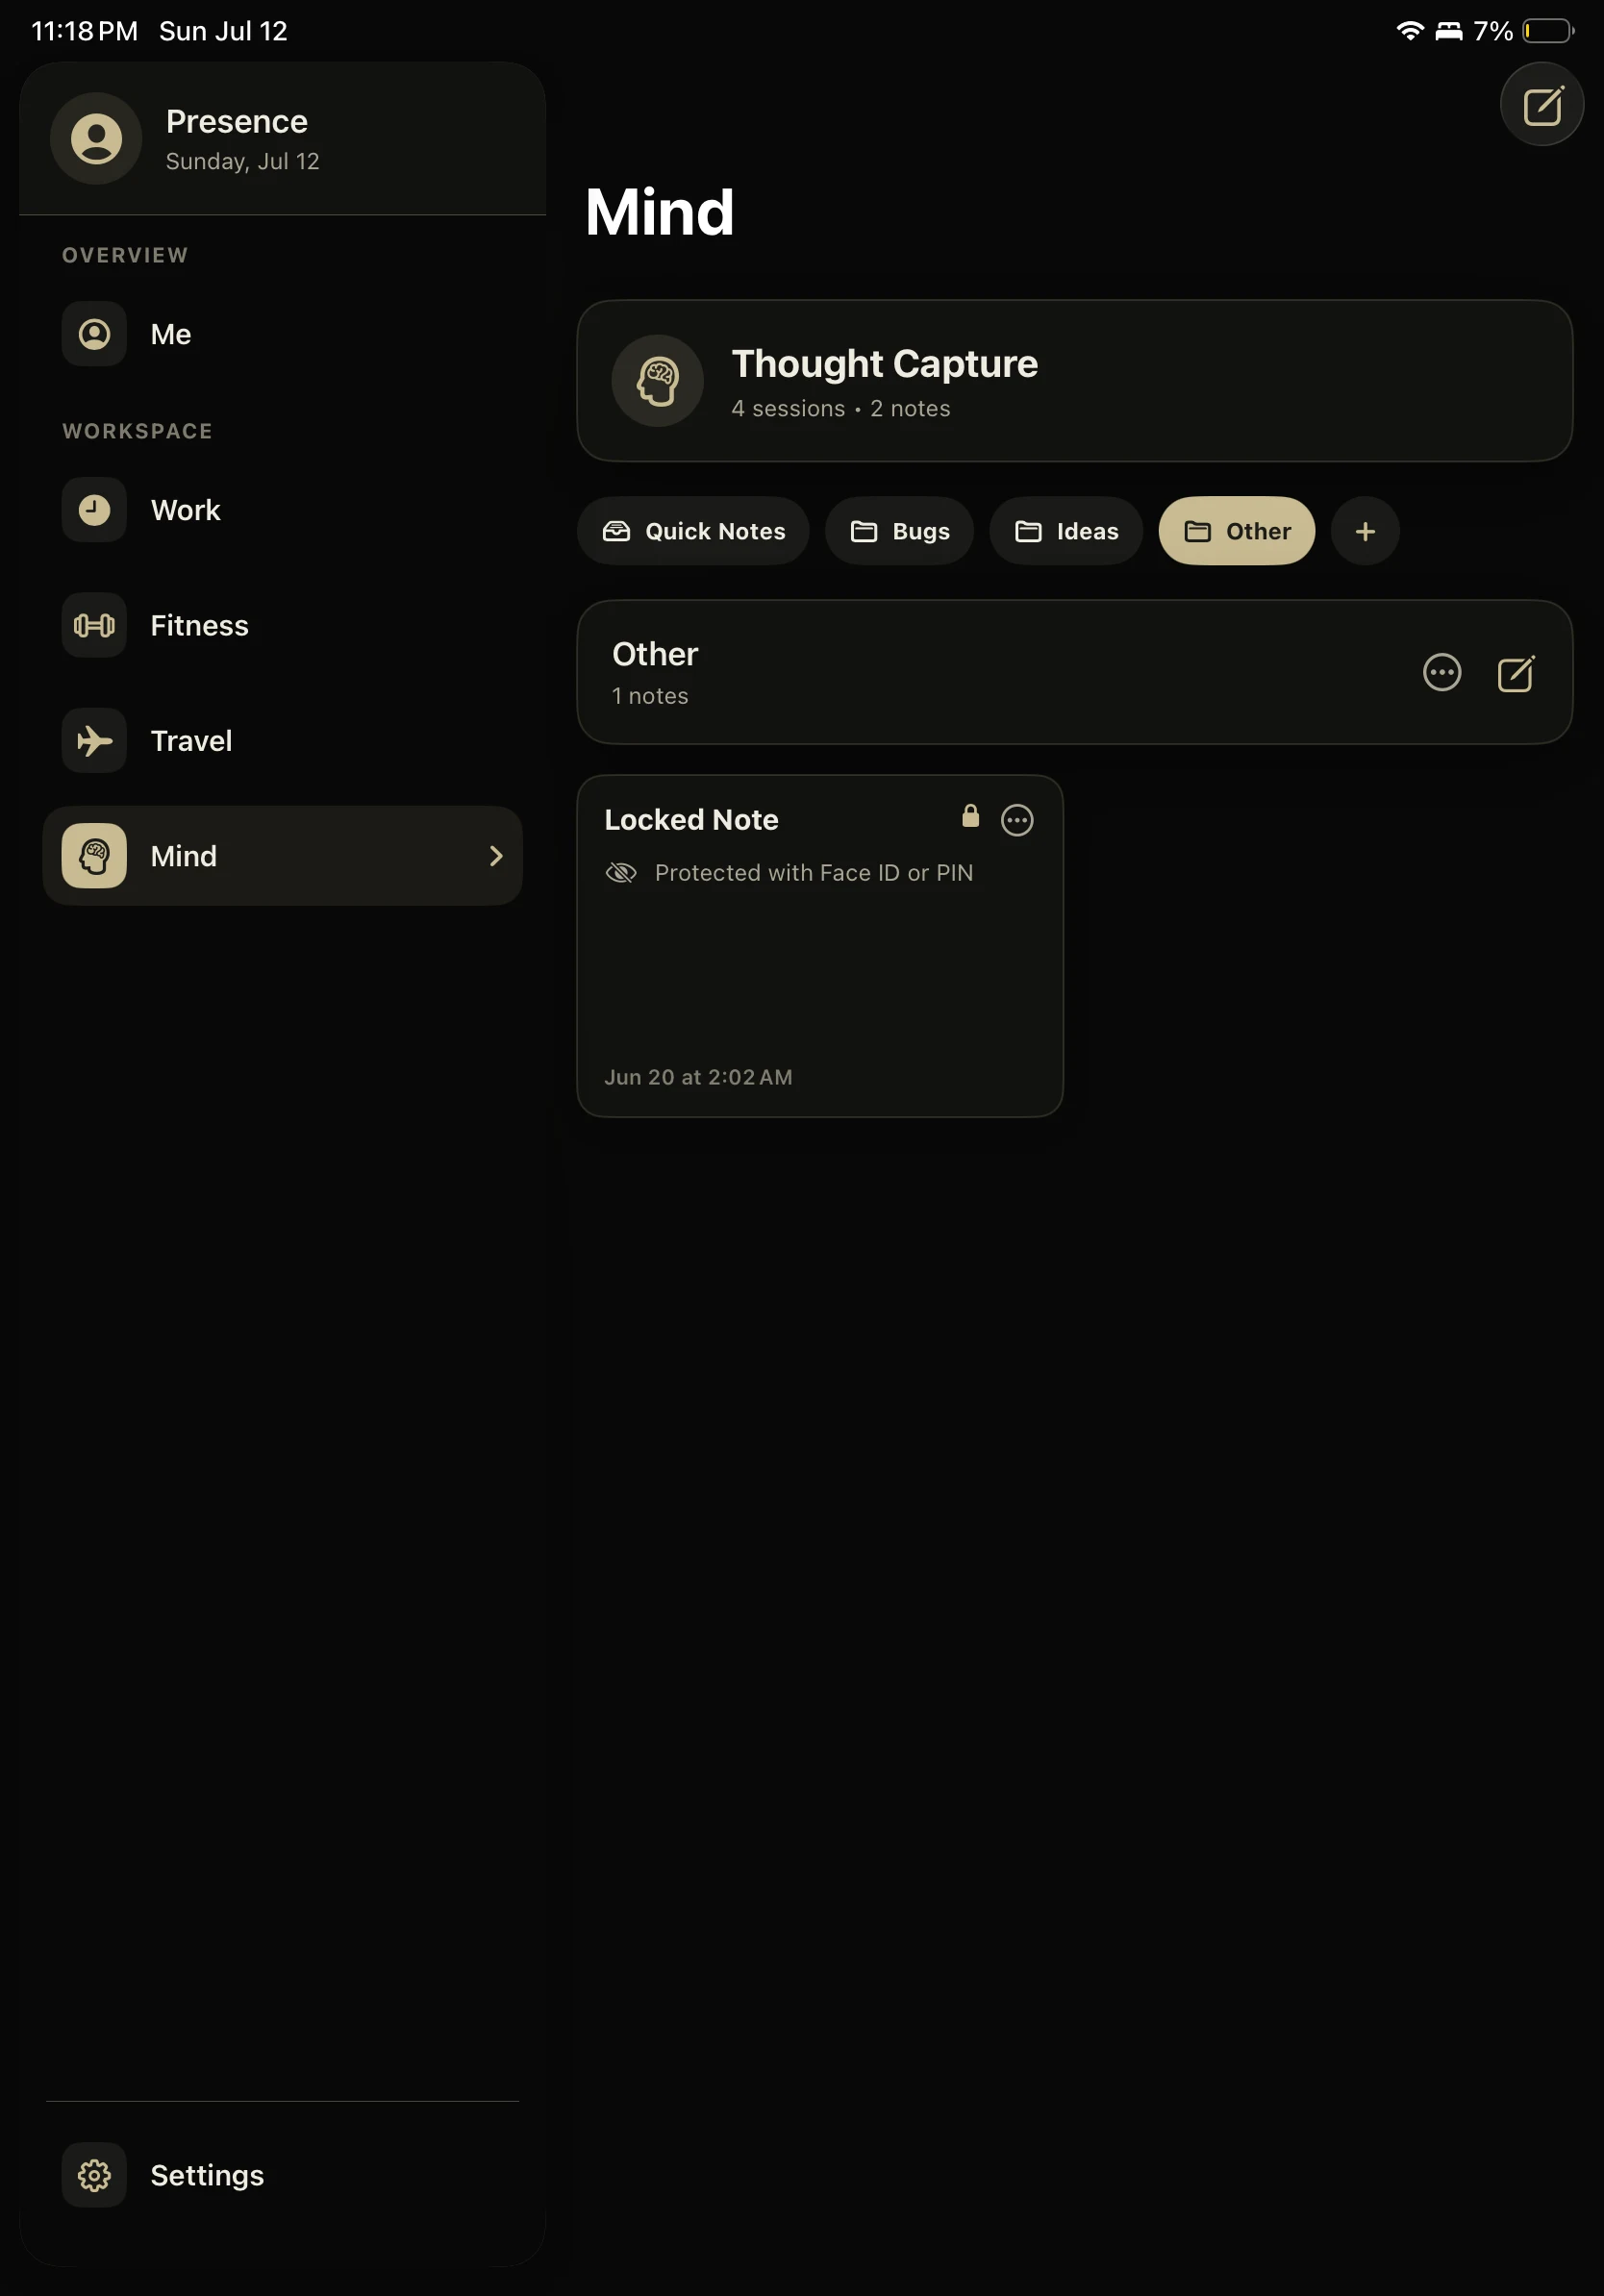 11:18 PM Sun Jul 12
7%
Presence
Sunday, Jul 12
OVERVIEW
Me
WORKSPACE
Work
Fitness
Travel
Mind
Settings
Mind
Thought Capture
4 sessions • 2 notes
Quick Notes
Bugs
Ideas
Other
+
Other
1 notes
Locked Note
Protected with Face ID or PIN
Jun 20 at 2:02 AM